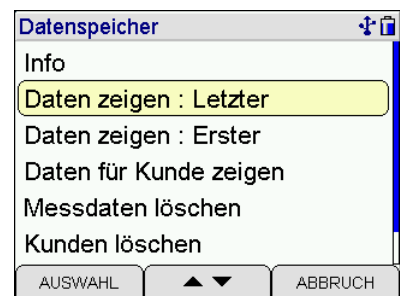 Datenspeicher
Info
Daten zeigen : Letzter
Daten zeigen : Erster
Daten für Kunde zeigen
Messdaten löschen
Kunden löschen
AUSWAHL ▲ ▼ ABBRUCH